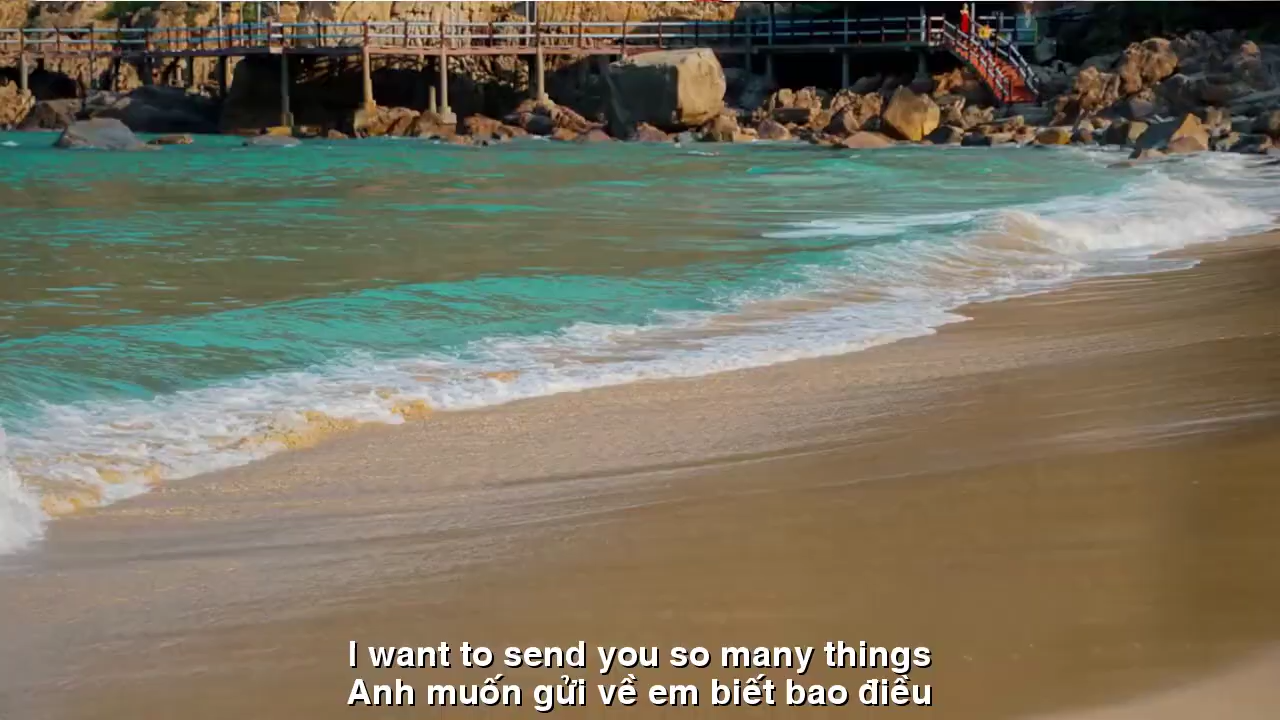 I want to send you so many things
Anh muốn gửi về em biết bao điều